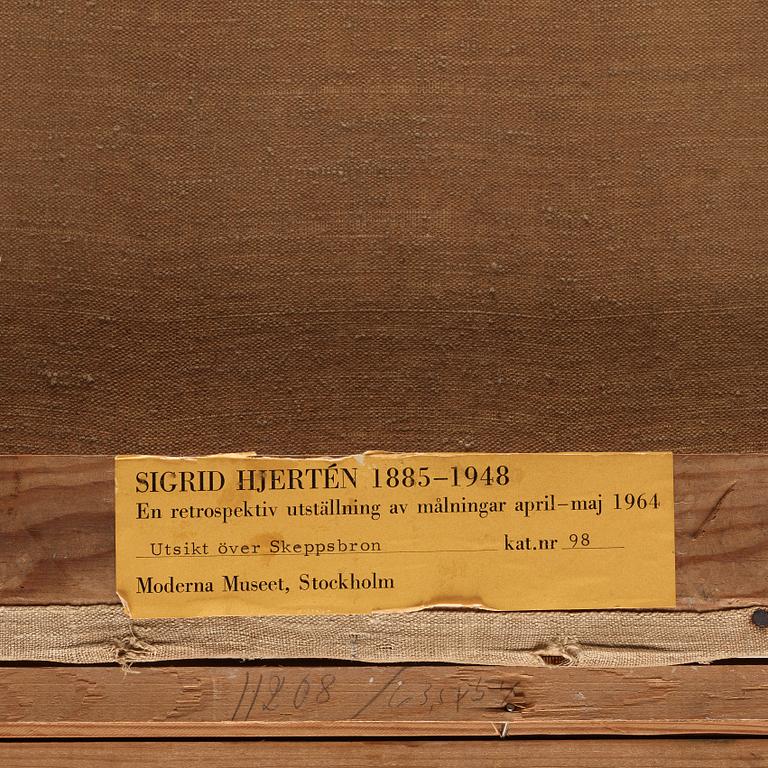 SIGRID HJERTÉN 1885–1948
En retrospektiv utställning av målningar april–maj 1964
Utsikt över Skeppsbron kat.nr 98
Moderna Museet, Stockholm
11208